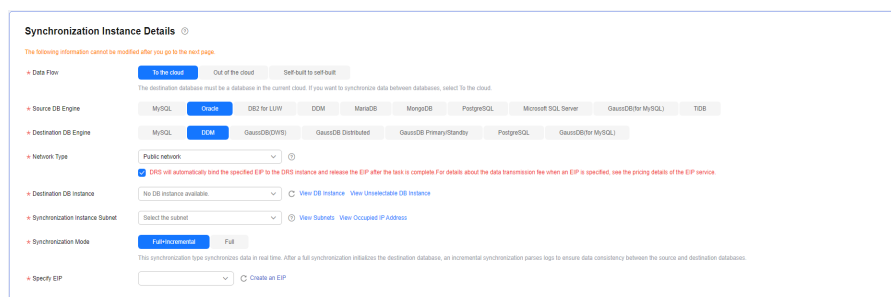 Synchronization Instance Details
The following information cannot be modified after you go to the next page.
* Data Flow To the cloud Out of the cloud Self-built to self-built
The destination database must be a database in the current cloud. If you want to synchronize data between databases, select To the cloud.
* Source DB Engine MySQL Oracle DB2 for LUW DDM MariaDB MongoDB PostgreSQL Microsoft SQL Server GaussDB(for MySQL) TiDB
* Destination DB Engine MySQL DDM GaussDB(DWS) GaussDB Distributed GaussDB Primary/Standby PostgreSQL GaussDB(for MySQL)
* Network Type Public network
DRS will automatically bind the specified EIP to the DRS instance and release the EIP after the task is complete.For details about the data transmission fee when an EIP is specified, see the pricing details of the EIP service.
* Destination DB Instance No DB instance available. View DB Instance View Unselectable DB Instance
* Synchronization Instance Subnet Select the subnet View Subnets View Occupied IP Address
* Synchronization Mode Full+Incremental Full
This synchronization type synchronizes data in real time. After a full synchronization initializes the destination database, an incremental synchronization parses logs to ensure data consistency between the source and destination databases.
* Specify EIP Create an EIP